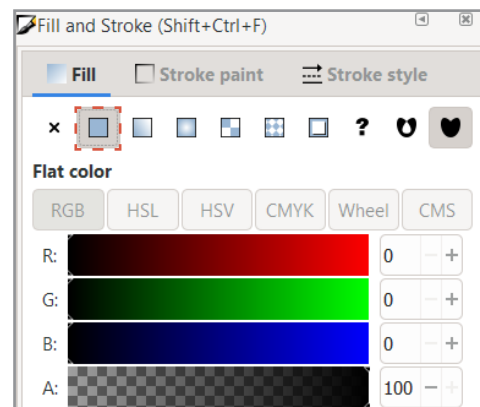 Fill and Stroke (Shift+Ctrl+F)
Fill Stroke paint Stroke style
?
Flat color
RGB HSL HSV CMYK Wheel CMS
R: 0 − +
G: 0 − +
B: 0 − +
A: 100 − +